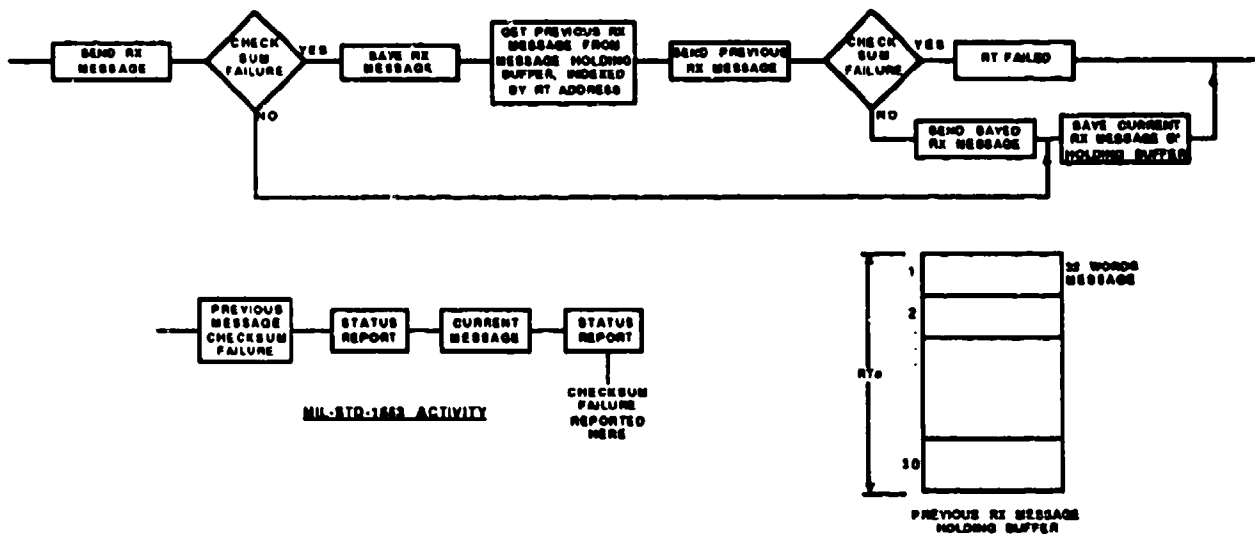 SEND RX
MESSAGE
CHECK
SUM
FAILURE
YES
NO
SAVE RX
MESSAGE
GET PREVIOUS RX
MESSAGE FROM
MESSAGE HOLDING
BUFFER, INDEXED
BY RT ADDRESS
SEND PREVIOUS
RX MESSAGE
CHECK
SUM
FAILURE
YES
NO
RT FAILED
SEND SAVED
RX MESSAGE
SAVE CURRENT
RX MESSAGE
HOLDING BUFFER
PREVIOUS
MESSAGE
CHECKSUM
FAILURE
STATUS
REPORT
CURRENT
MESSAGE
STATUS
REPORT
CHECKSUM
FAILURE
REPORTED
HERE
MIL-STD-1553 ACTIVITY
RTs
1
2
30
32 WORDS
MESSAGE
PREVIOUS RX MESSAGE
HOLDING BUFFER